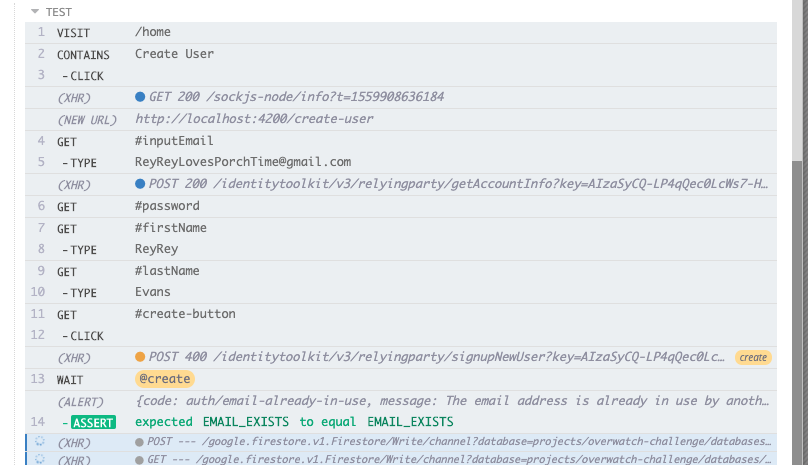 TEST
1 VISIT /home
2 CONTAINS Create User
3 -CLICK
(XHR) GET 200 /sockjs-node/info?t=1559908636184
(NEW URL) http://localhost:4200/create-user
4 GET #inputEmail
5 -TYPE ReyReyLovesPorchTime@gmail.com
(XHR) POST 200 /identitytoolkit/v3/relyingparty/getAccountInfo?key=AIzaSyCQ-LP4qQec0LcWs7-H…
6 GET #password
7 GET #firstName
8 -TYPE ReyRey
9 GET #lastName
10 -TYPE Evans
11 GET #create-button
12 -CLICK
(XHR) POST 400 /identitytoolkit/v3/relyingparty/signupNewUser?key=AIzaSyCQ-LP4qQec0Lc… create
13 WAIT @create
(ALERT) {code: auth/email-already-in-use, message: The email address is already in use by anoth…
14 -ASSERT expected EMAIL_EXISTS to equal EMAIL_EXISTS
(XHR) POST --- /google.firestore.v1.Firestore/Write/channel?database=projects/overwatch-challenge/databases…
(XHR) GET --- /google.firestore.v1.Firestore/Write/channel?database=projects/overwatch-challenge/databases/…